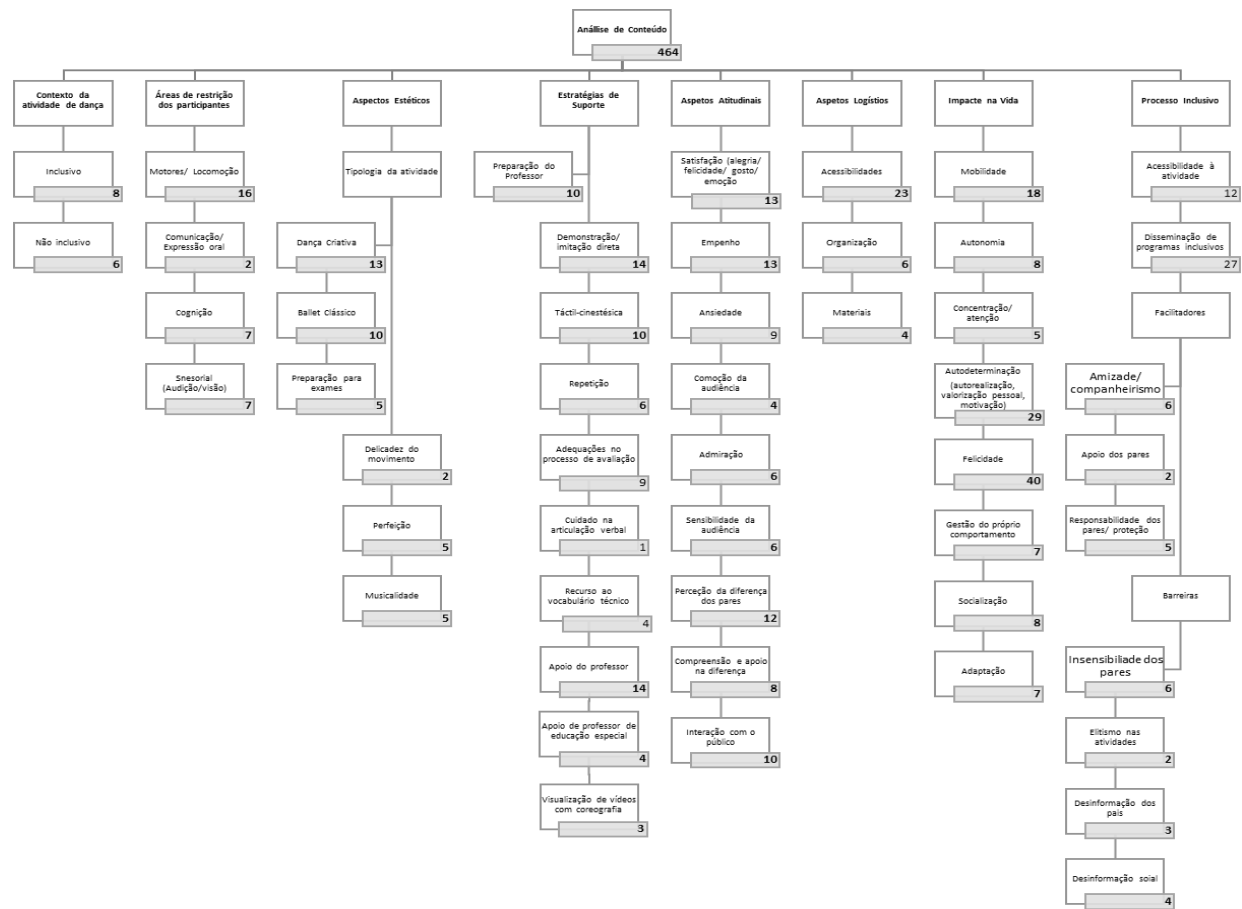 Análise de Conteúdo
464
Contexto da
atividade de dança
Inclusivo
8
Não inclusivo
6
Áreas de restrição
dos participantes
Motores/ Locomoção
16
Comunicação/
Expressão oral
2
Cognição
7
Snesorial
(Audição/visão)
7
Aspectos Estéticos
Tipologia da atividade
Dança Criativa
13
Ballet Clássico
10
Preparação para
exames
5
Delicadez do
movimento
2
Perfeição
5
Musicalidade
5
Estratégias de
Suporte
Preparação do
Professor
10
Demonstração/
imitação direta
14
Táctil-cinestésica
10
Repetição
6
Adequações no
processo de avaliação
9
Cuidado na
articulação verbal
1
Recurso ao
vocabulário técnico
4
Apoio do professor
14
Apoio de professor de
educação especial
4
Visualização de vídeos
com coreografia
3
Aspetos Atitudinais
Satisfação (alegria/
felicidade/ gosto/
emoção
13
Empenho
13
Ansiedade
9
Comoção da
audiência
4
Admiração
6
Sensibilidade da
audiência
6
Perceção da diferença
dos pares
12
Compreensão e apoio
na diferença
8
Interação com o
público
10
Aspetos Logístios
Acessibilidades
23
Organização
6
Materiais
4
Impacte na Vida
Mobilidade
18
Autonomia
8
Concentração/
atenção
5
Autodeterminação
(autorealização,
valorização pessoal,
motivação)
29
Felicidade
40
Gestão do próprio
comportamento
7
Socialização
8
Adaptação
7
Processo Inclusivo
Acessibilidade à
atividade
12
Disseminação de
programas inclusivos
27
Facilitadores
Amizade/
companheirismo
6
Apoio dos pares
2
Responsabilidade dos
pares/ proteção
5
Barreiras
Insensibiliade dos
pares
6
Elitismo nas
atividades
2
Desinformação dos
pais
3
Desinformação soial
4